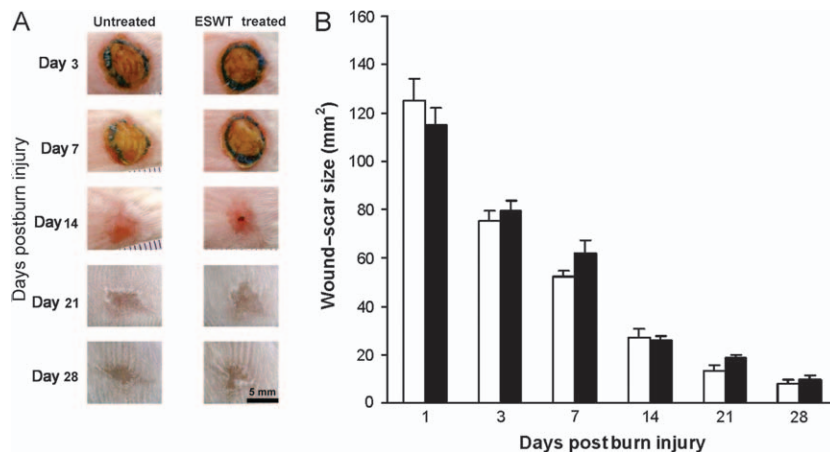 A
Untreated
ESWT treated
Days postburn injury
Day 3
Day 7
Day 14
Day 21
Day 28
5 mm
B
Wound–scar size (mm²)
160
140
120
100
80
60
40
20
0
1 3 7 14 21 28
Days postburn injury